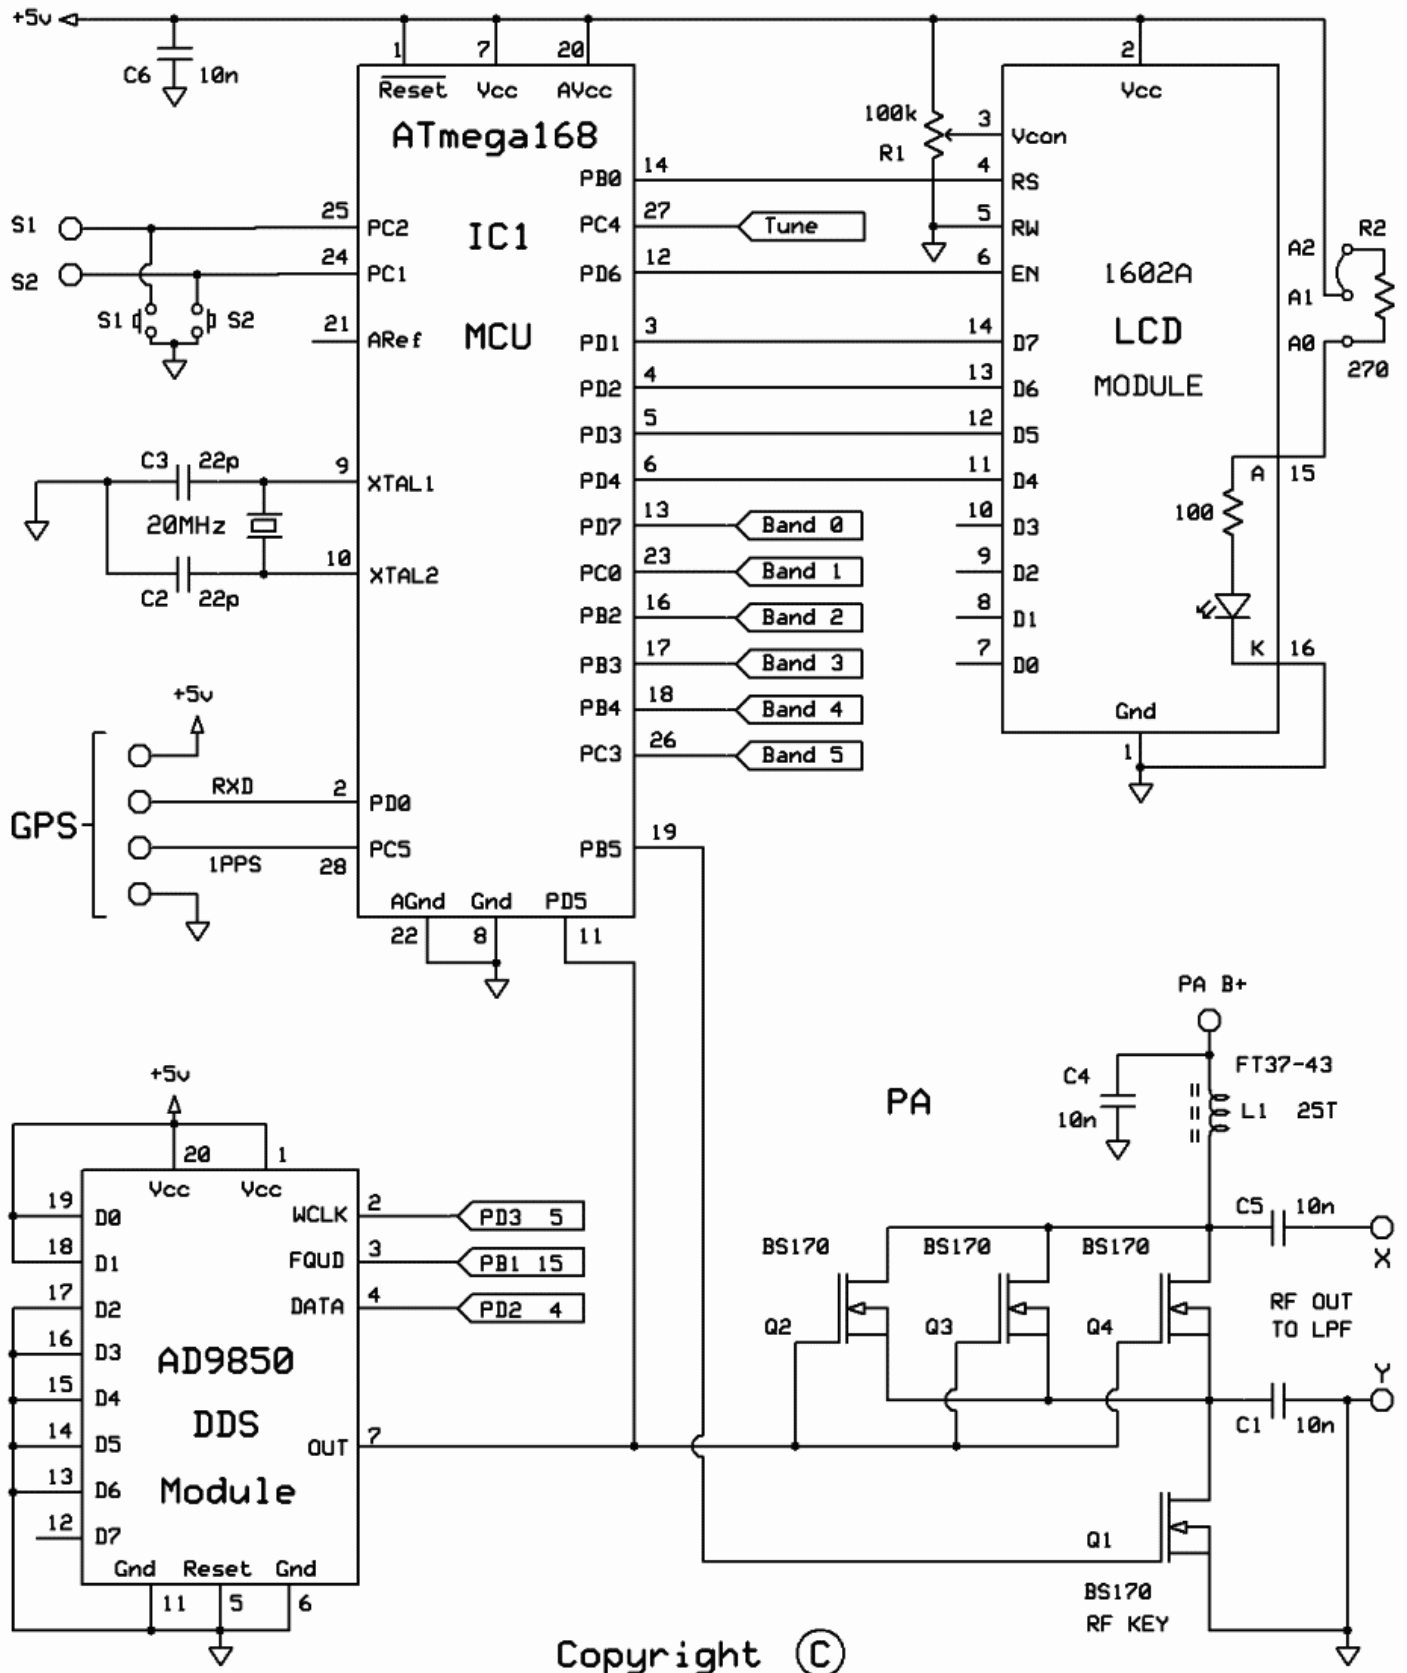 +5v
C6 10n
1 7 20
Reset Vcc AVcc
ATmega168
IC1
MCU
S1
S2
S1 S2
25 PC2
24 PC1
21 ARef
C3 22p
20MHz
C2 22p
9 XTAL1
10 XTAL2
PB0 14
PC4 27 Tune
PD6 12
PD1 3
PD2 4
PD3 5
PD4 6
PD7 13 Band 0
PC0 23 Band 1
PB2 16 Band 2
PB3 17 Band 3
PB4 18 Band 4
PC3 26 Band 5
PB5 19
+5v
GPS
RXD 2 PD0
1PPS 28 PC5
AGnd Gnd PD5
22 8 11
100k
R1
2
Vcc
3 Vcon
4 RS
5 RW
6 EN
14 D7
13 D6
12 D5
11 D4
10 D3
9 D2
8 D1
7 D0
1602A
LCD
MODULE
A2 R2
A1
A0
270
A 15
100
K 16
Gnd
1
+5v
20 1
Vcc Vcc
19 D0
18 D1
17 D2
16 D3
15 D4
14 D5
13 D6
12 D7
WCLK 2 PD3 5
FQUD 3 PB1 15
DATA 4 PD2 4
AD9850
DDS
Module
OUT 7
Gnd Reset Gnd
11 5 6
PA
PA B+
FT37-43
C4
10n
L1 25T
C5 10n
X
BS170 BS170 BS170
Q2 Q3 Q4
RF OUT
TO LPF
Y
C1 10n
Q1
BS170
RF KEY
Copyright ©